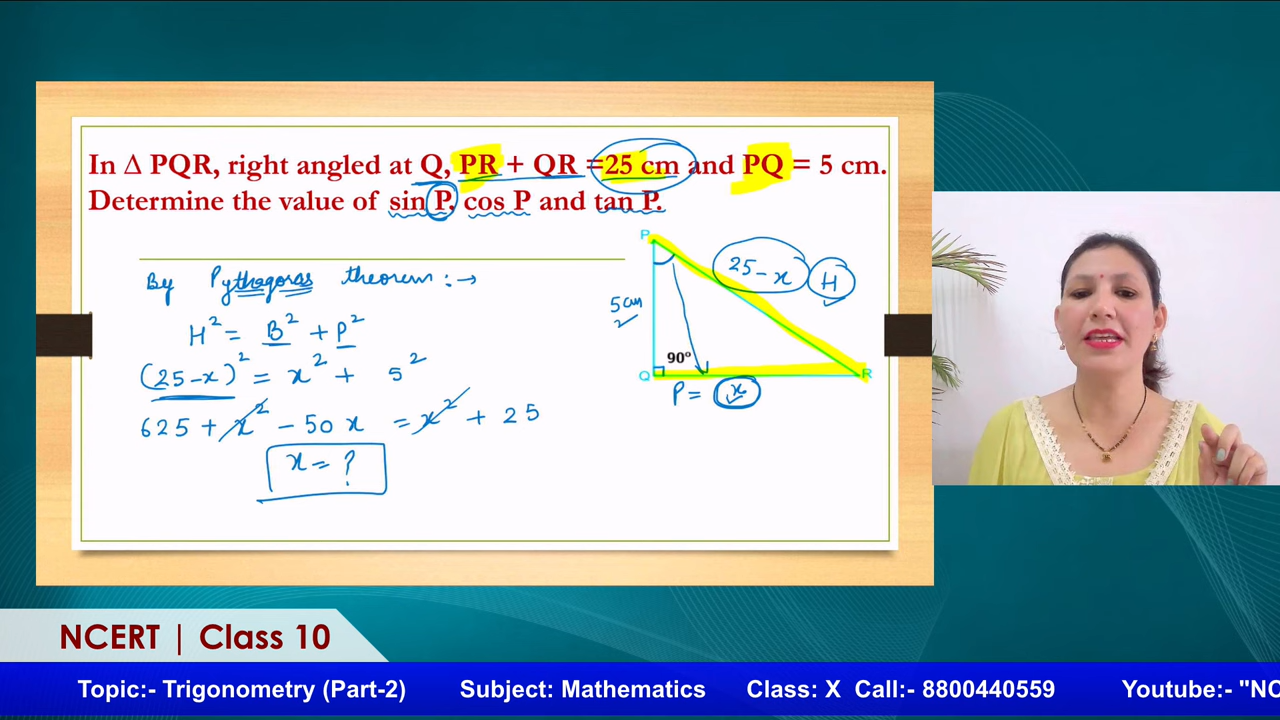 In Δ PQR, right angled at Q, PR + QR = 25 cm and PQ = 5 cm.
Determine the value of sin P, cos P and tan P.
By Pythagoras theorem :→
H² = B² + P²
(25-x)² = x² + 5²
625 + x² - 50x = x² + 25
x = ?
P
25-x H
5cm
90°
Q R
P = x
NCERT | Class 10
Topic:- Trigonometry (Part-2) Subject: Mathematics Class: X Call:- 8800440559 Youtube:- "NC